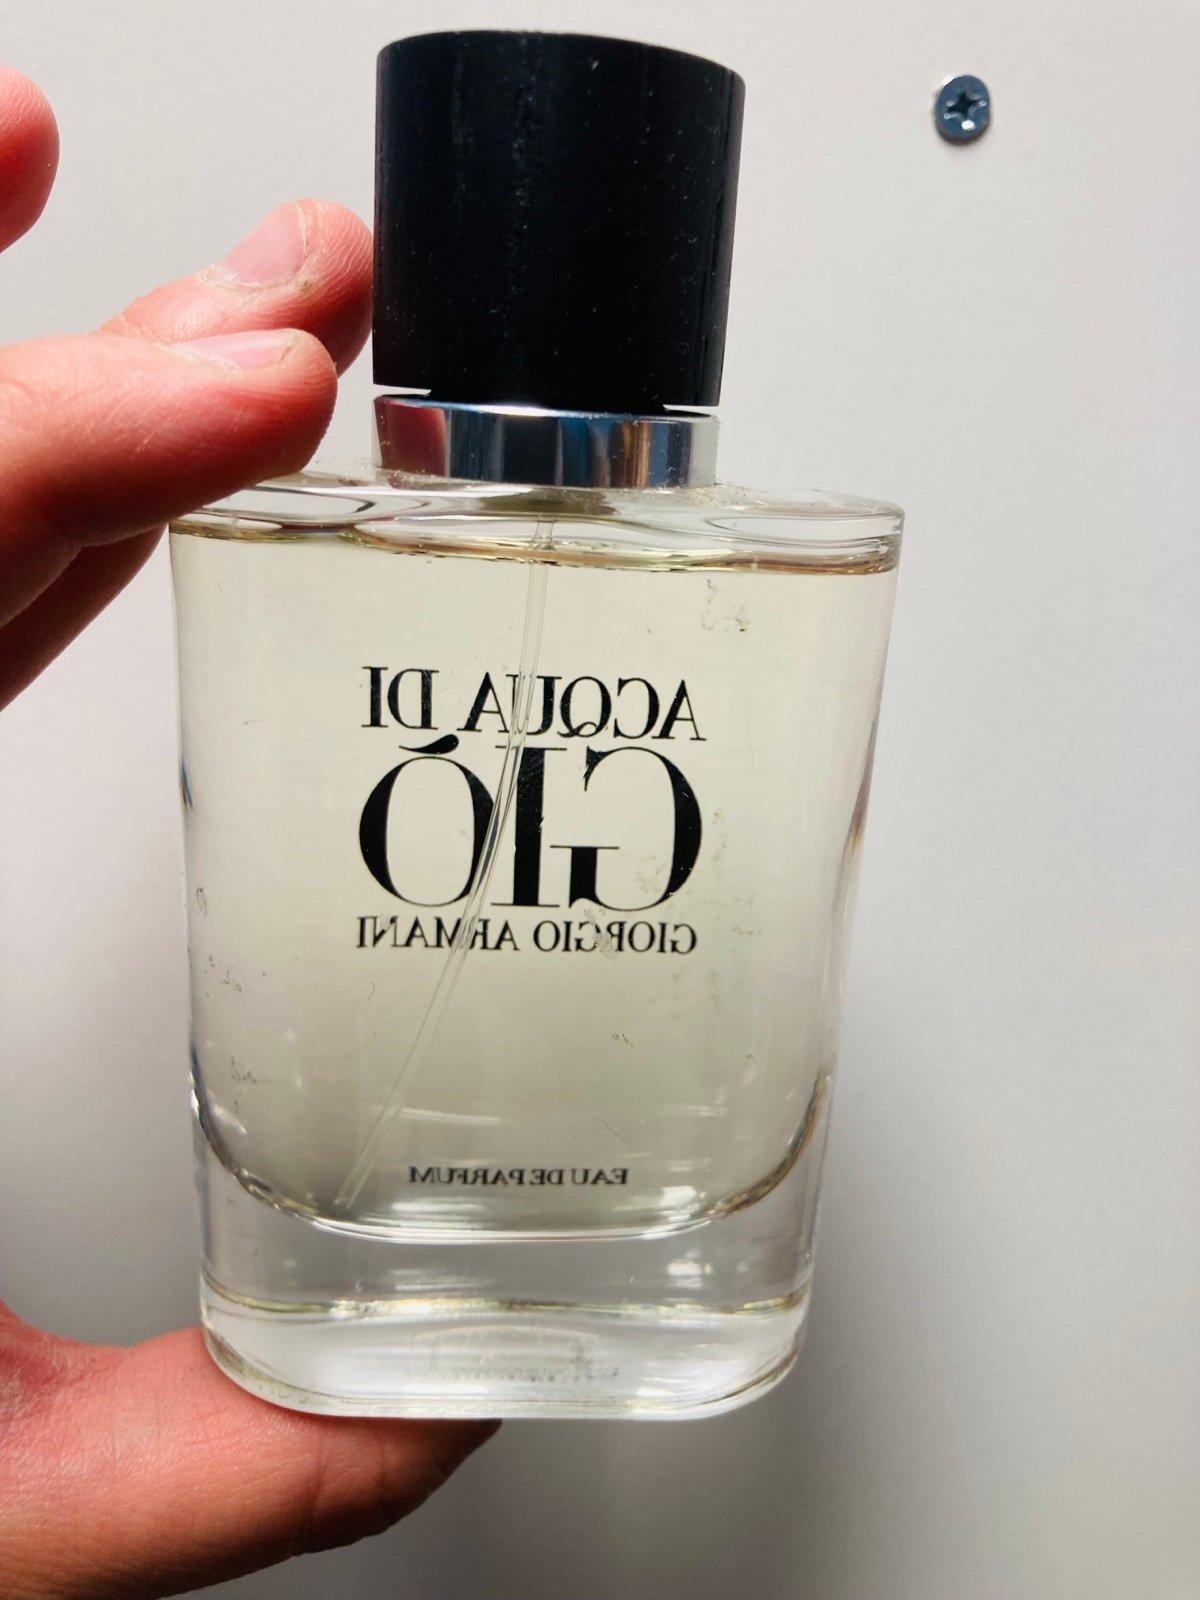 ACQUA DI
GIÒ
GIORGIO ARMANI
EAU DE PARFUM